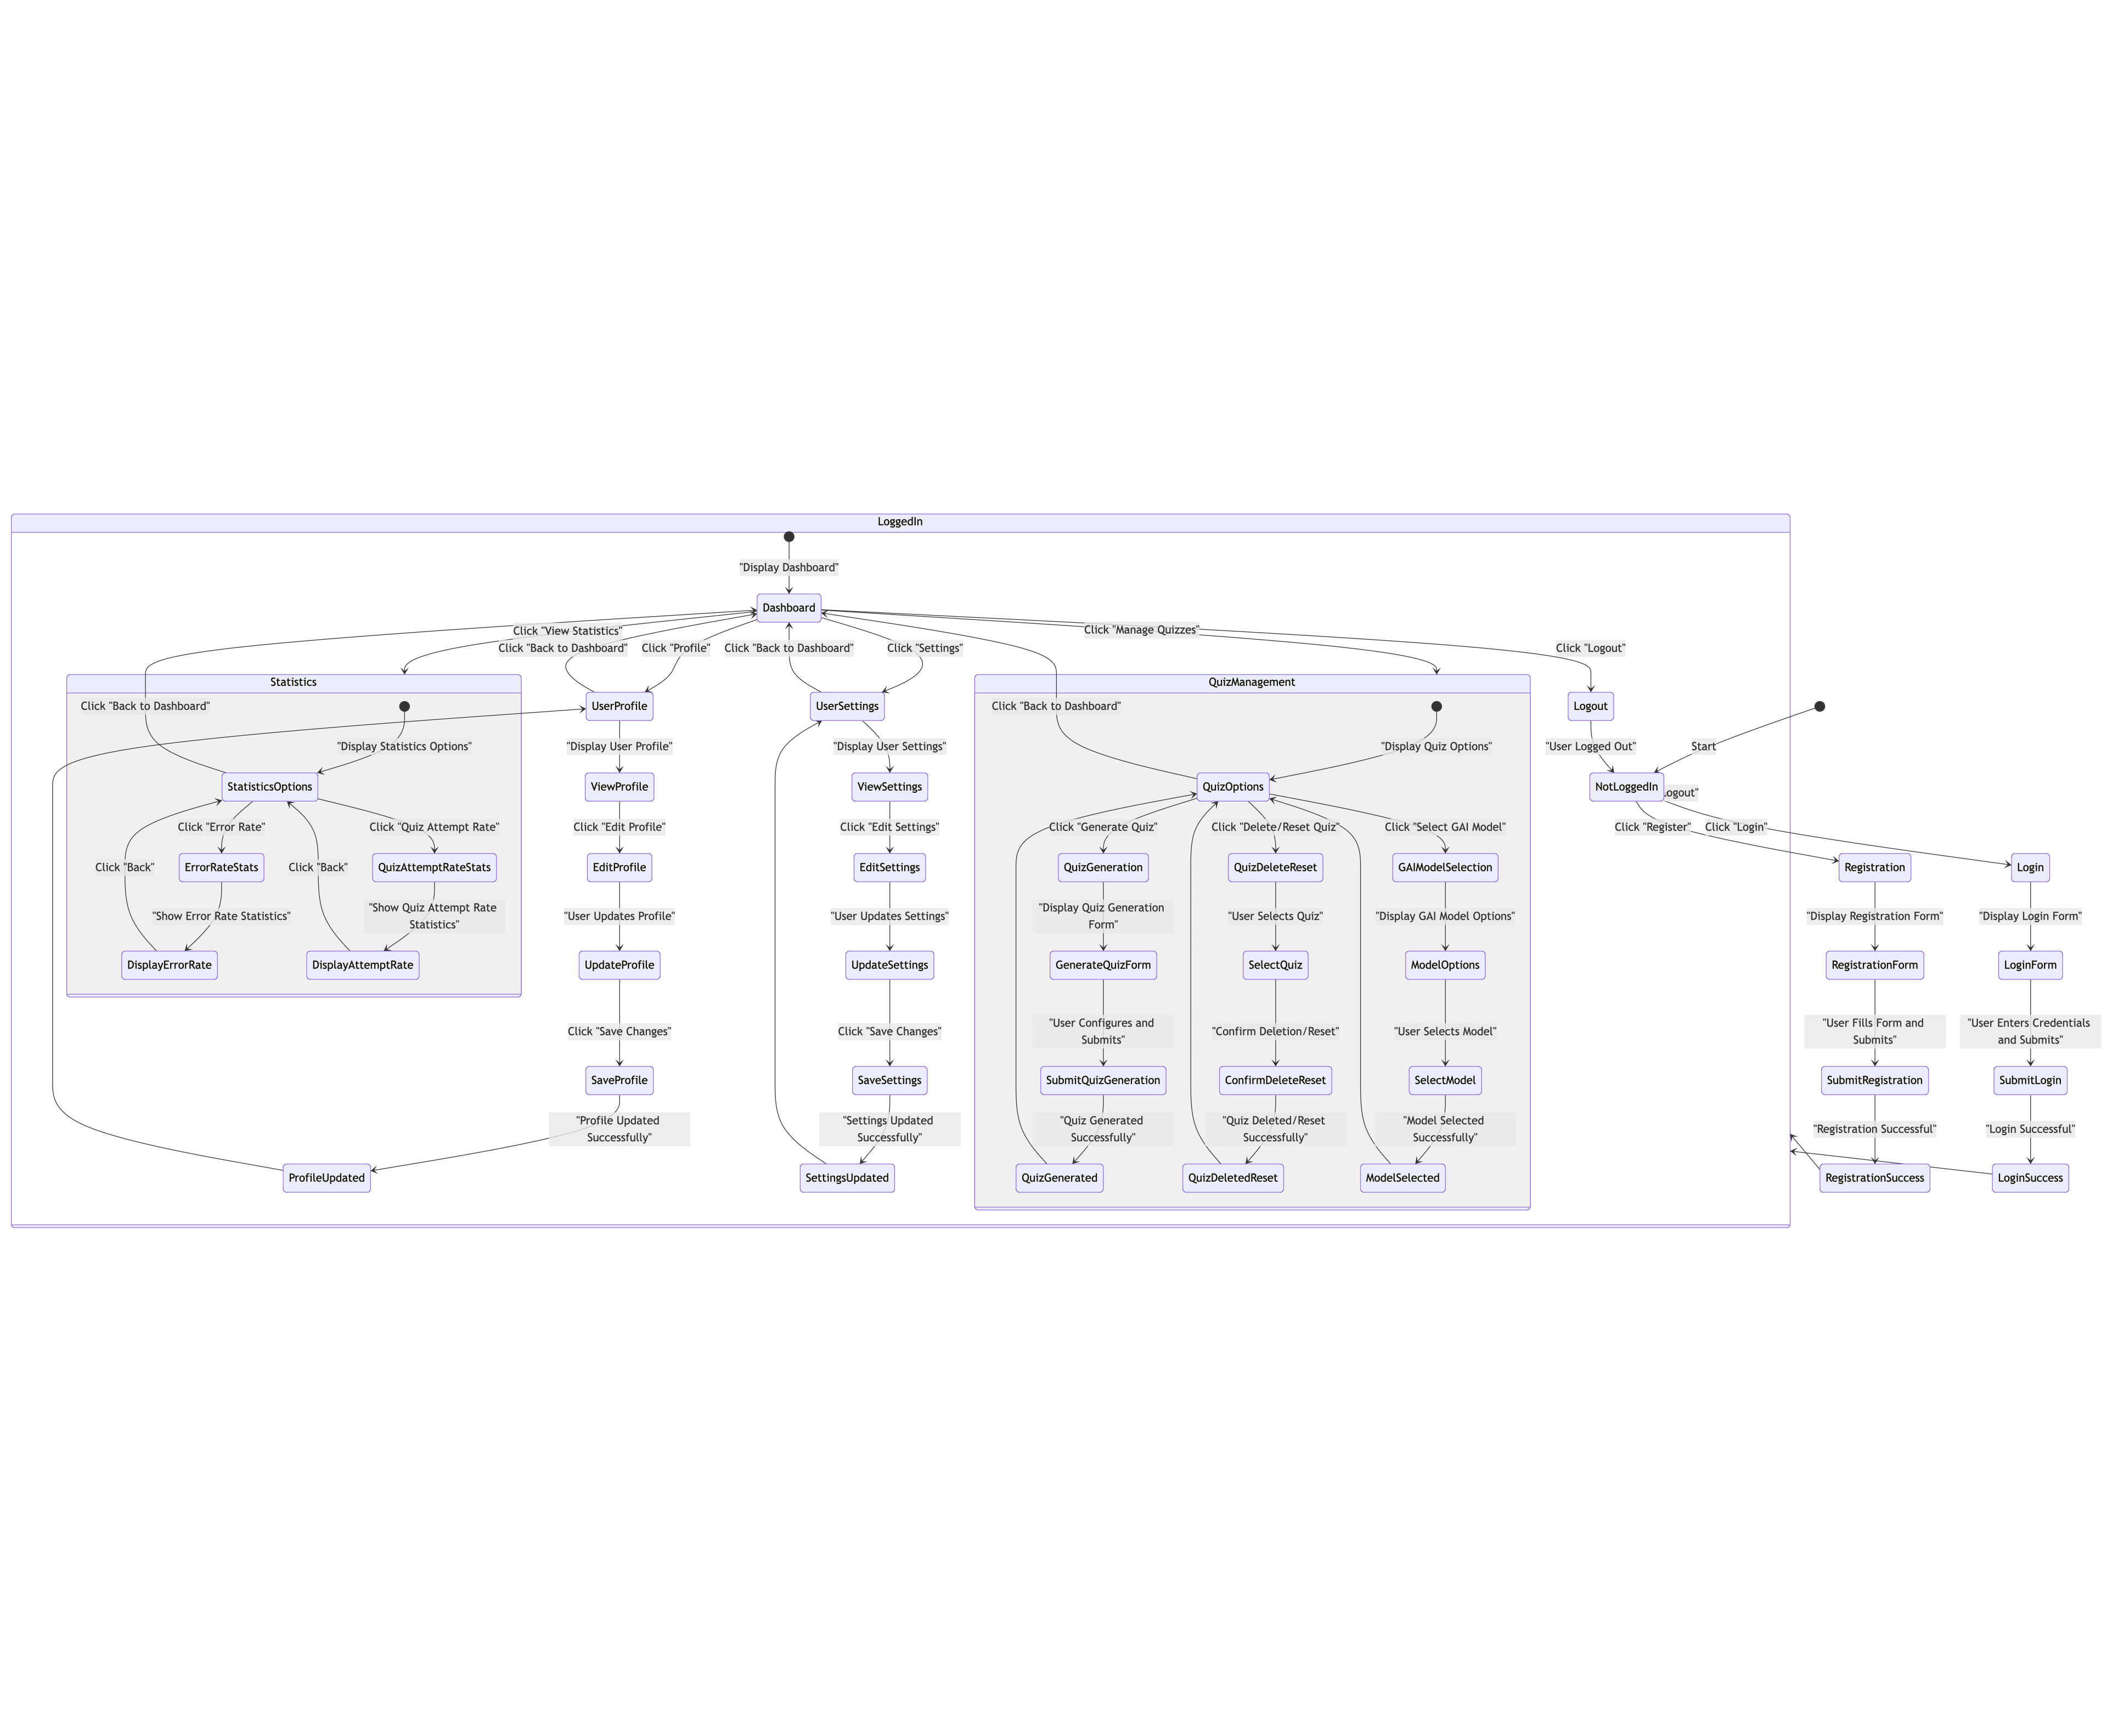 LoggedIn
"Display Dashboard"
Dashboard
Click "View Statistics"
Click "Manage Quizzes"
Click "Back to Dashboard"
Click "Profile"
Click "Back to Dashboard"
Click "Settings"
Click "Logout"
Statistics
QuizManagement
Click "Back to Dashboard"
UserProfile
UserSettings
Click "Back to Dashboard"
Logout
"Display Statistics Options"
"Display User Profile"
"Display User Settings"
"Display Quiz Options"
"User Logged Out"
Start
StatisticsOptions
ViewProfile
ViewSettings
QuizOptions
NotLoggedIn
ogout"
Click "Error Rate"
Click "Quiz Attempt Rate"
Click "Edit Profile"
Click "Edit Settings"
Click "Generate Quiz"
Click "Delete/Reset Quiz"
Click "Select GAI Model"
Click "Register"
Click "Login"
Click "Back"
ErrorRateStats
Click "Back"
QuizAttemptRateStats
EditProfile
EditSettings
QuizGeneration
QuizDeleteReset
GAIModelSelection
Registration
Login
"Show Error Rate Statistics"
"Show Quiz Attempt Rate
Statistics"
"User Updates Profile"
"User Updates Settings"
"Display Quiz Generation
Form"
"User Selects Quiz"
"Display GAI Model Options"
"Display Registration Form"
"Display Login Form"
DisplayErrorRate
DisplayAttemptRate
UpdateProfile
UpdateSettings
GenerateQuizForm
SelectQuiz
ModelOptions
RegistrationForm
LoginForm
Click "Save Changes"
Click "Save Changes"
"User Configures and
Submits"
"Confirm Deletion/Reset"
"User Selects Model"
"User Fills Form and
Submits"
"User Enters Credentials
and Submits"
SaveProfile
SaveSettings
SubmitQuizGeneration
ConfirmDeleteReset
SelectModel
SubmitRegistration
SubmitLogin
"Profile Updated
Successfully"
"Settings Updated
Successfully"
"Quiz Generated
Successfully"
"Quiz Deleted/Reset
Successfully"
"Model Selected
Successfully"
"Registration Successful"
"Login Successful"
ProfileUpdated
SettingsUpdated
QuizGenerated
QuizDeletedReset
ModelSelected
RegistrationSuccess
LoginSuccess